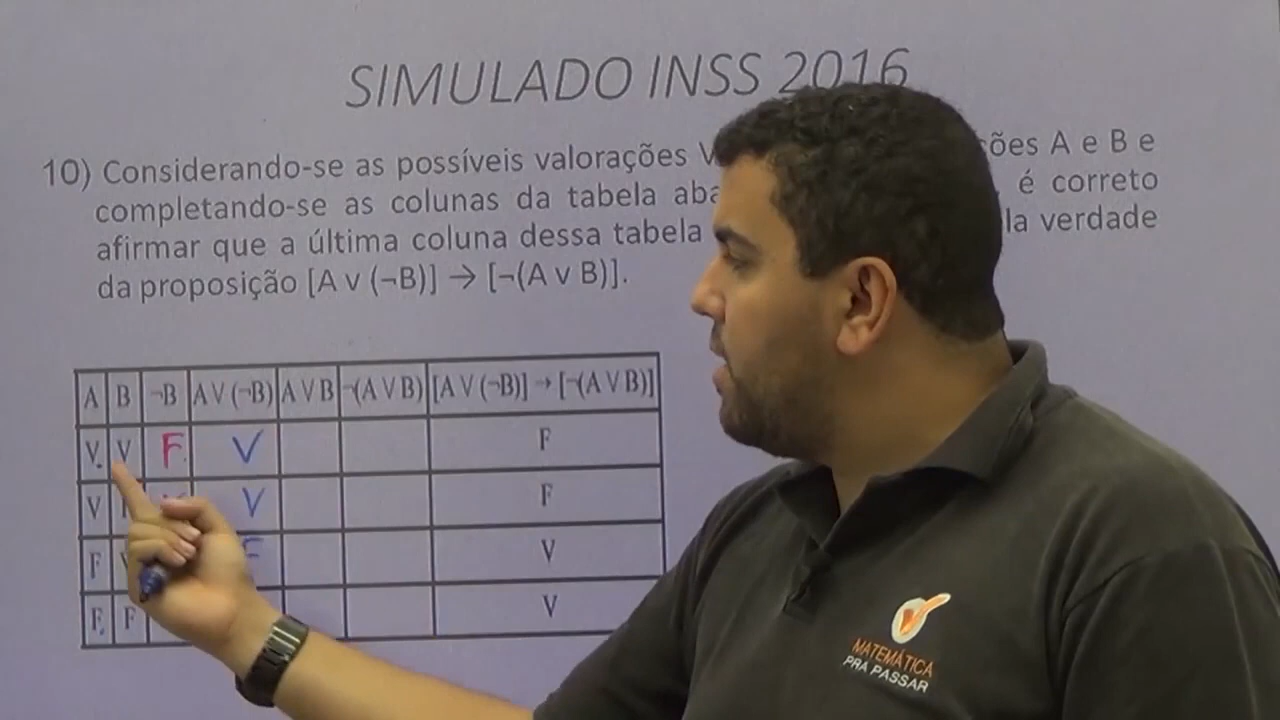 SIMULADO INSS 2016
10) Considerando-se as possíveis valorações V ões A e B e
completando-se as colunas da tabela aba é correto
afirmar que a última coluna dessa tabela la verdade
da proposição [A v (¬B)] → [¬(A v B)].
A B ¬B A V (¬B) A V B ¬(A V B) [A V (¬B)] → [¬(A V B)]
V V F V F
V V F
F F V
F F V
MATEMÁTICA
PRA PASSAR